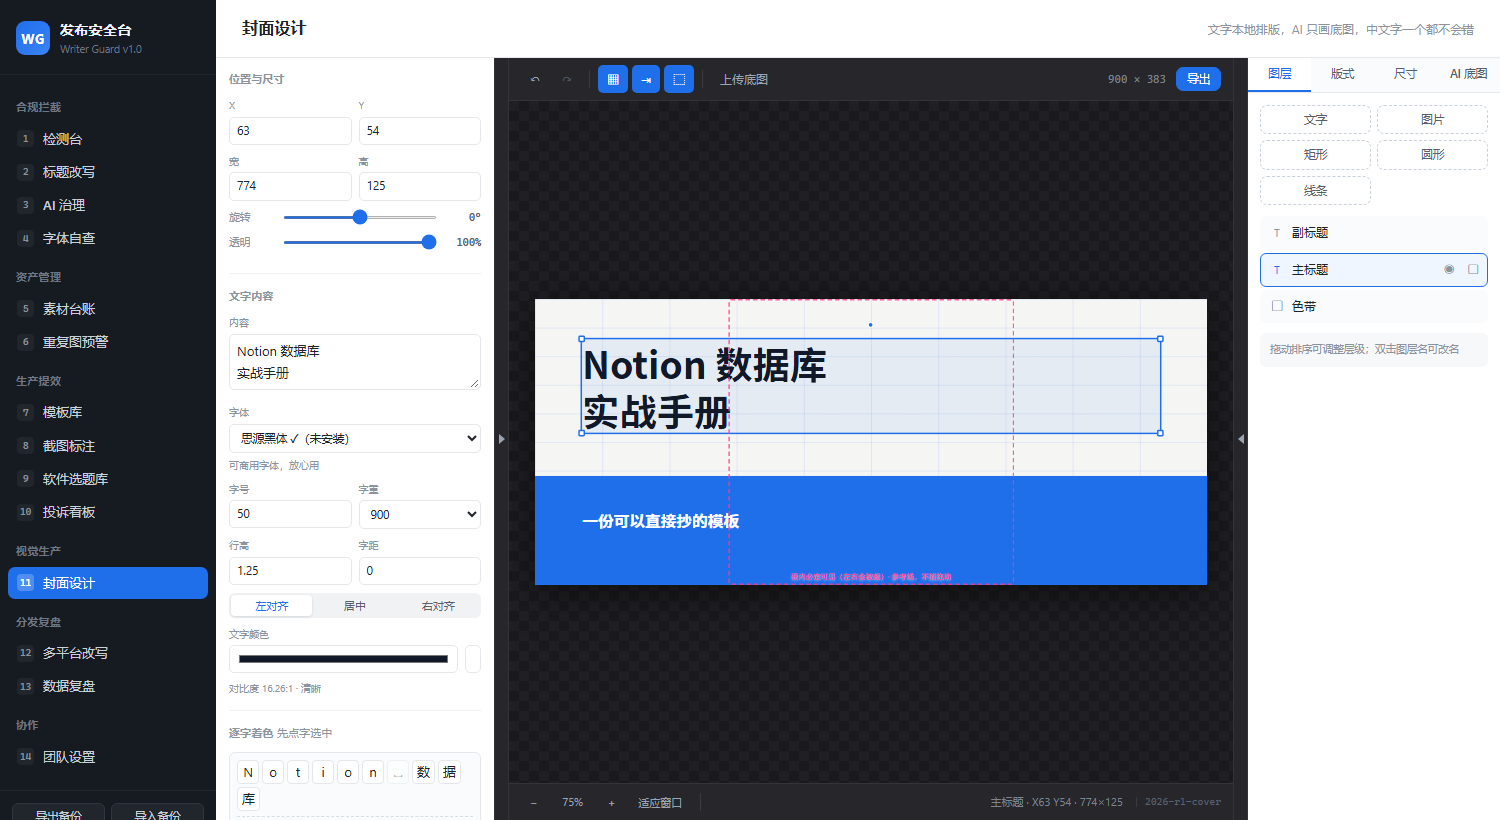 WG
发布安全台
Writer Guard v1.0
合规拦截
1 检测台
2 标题改写
3 AI 治理
4 字体自查
资产管理
5 素材台账
6 重复图预警
生产提效
7 模板库
8 截图标注
9 软件选题库
10 投诉看板
视觉生产
11 封面设计
分发复盘
12 多平台改写
13 数据复盘
协作
14 团队设置
导出备份 导入备份
封面设计
文字本地排版，AI 只画底图，中文字一个都不会错
位置与尺寸
X Y
63 54
宽 高
774 125
旋转 0°
透明 100%
文字内容
内容
Notion 数据库
实战手册
字体
思源黑体 ✓（未安装）
可商用字体，放心用
字号 字重
50 900
行高 字距
1.25 0
左对齐 居中 右对齐
文字颜色
对比度 16.26:1 · 清晰
逐字着色 先点字选中
N o t i o n ⎵ 数 据
库
上传底图
900 × 383
导出
Notion 数据库
实战手册
一份可以直接抄的模板
− 75% + 适应窗口
主标题 · X63 Y54 · 774×125
2026-r1-cover
图层 版式 尺寸 AI 底图
文字 图片
矩形 圆形
线条
T 副标题
T 主标题
色带
拖动排序可调整层级；双击图层名可改名